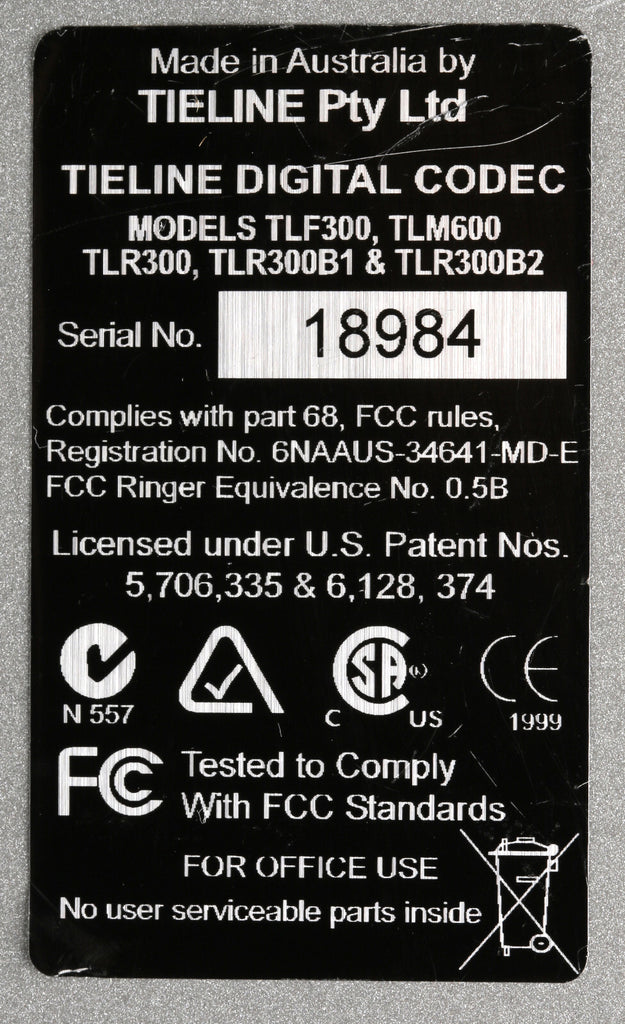 Made in Australia by
TIELINE Pty Ltd
TIELINE DIGITAL CODEC
MODELS TLF300, TLM600
TLR300, TLR300B1 & TLR300B2
Serial No. 18984
Complies with part 68, FCC rules,
Registration No. 6NAAUS-34641-MD-E
FCC Ringer Equivalence No. 0.5B
Licensed under U.S. Patent Nos.
5,706,335 & 6,128, 374
N 557
C SA US
CE
1999
FC Tested to Comply
With FCC Standards
FOR OFFICE USE
No user serviceable parts inside